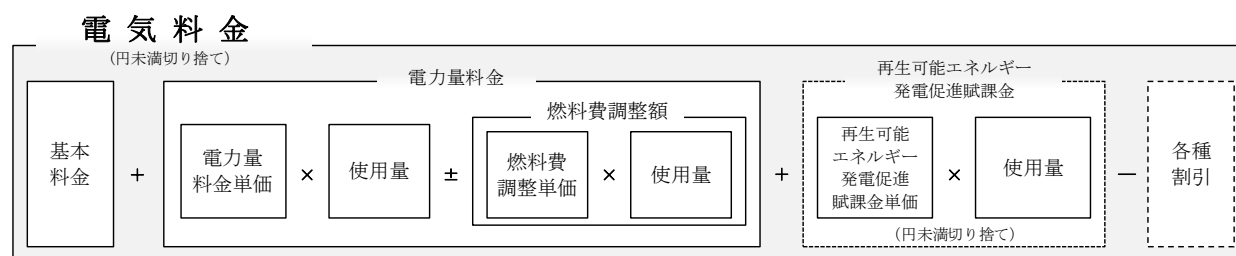 電気料金
(円未満切り捨て)
基本
料金
+
電力量料金
電力量
料金単価
×
使用量
±
燃料費調整額
燃料費
調整単価
×
使用量
+
再生可能エネルギー
発電促進賦課金
再生可能
エネルギー
発電促進
賦課金単価
×
使用量
(円未満切り捨て)
―
各種
割引